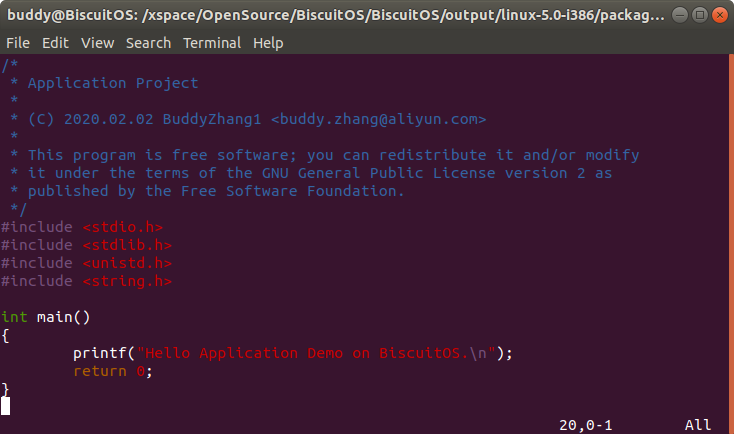 buddy@BiscuitOS: /xspace/OpenSource/BiscuitOS/BiscuitOS/output/linux-5.0-i386/packag...
File Edit View Search Terminal Help
/*
 * Application Project
 *
 * (C) 2020.02.02 BuddyZhang1 <buddy.zhang@aliyun.com>
 *
 * This program is free software; you can redistribute it and/or modify
 * it under the terms of the GNU General Public License version 2 as
 * published by the Free Software Foundation.
 */
#include <stdio.h>
#include <stdlib.h>
#include <unistd.h>
#include <string.h>

int main()
{
        printf("Hello Application Demo on BiscuitOS.\n");
        return 0;
}
20,0-1 All